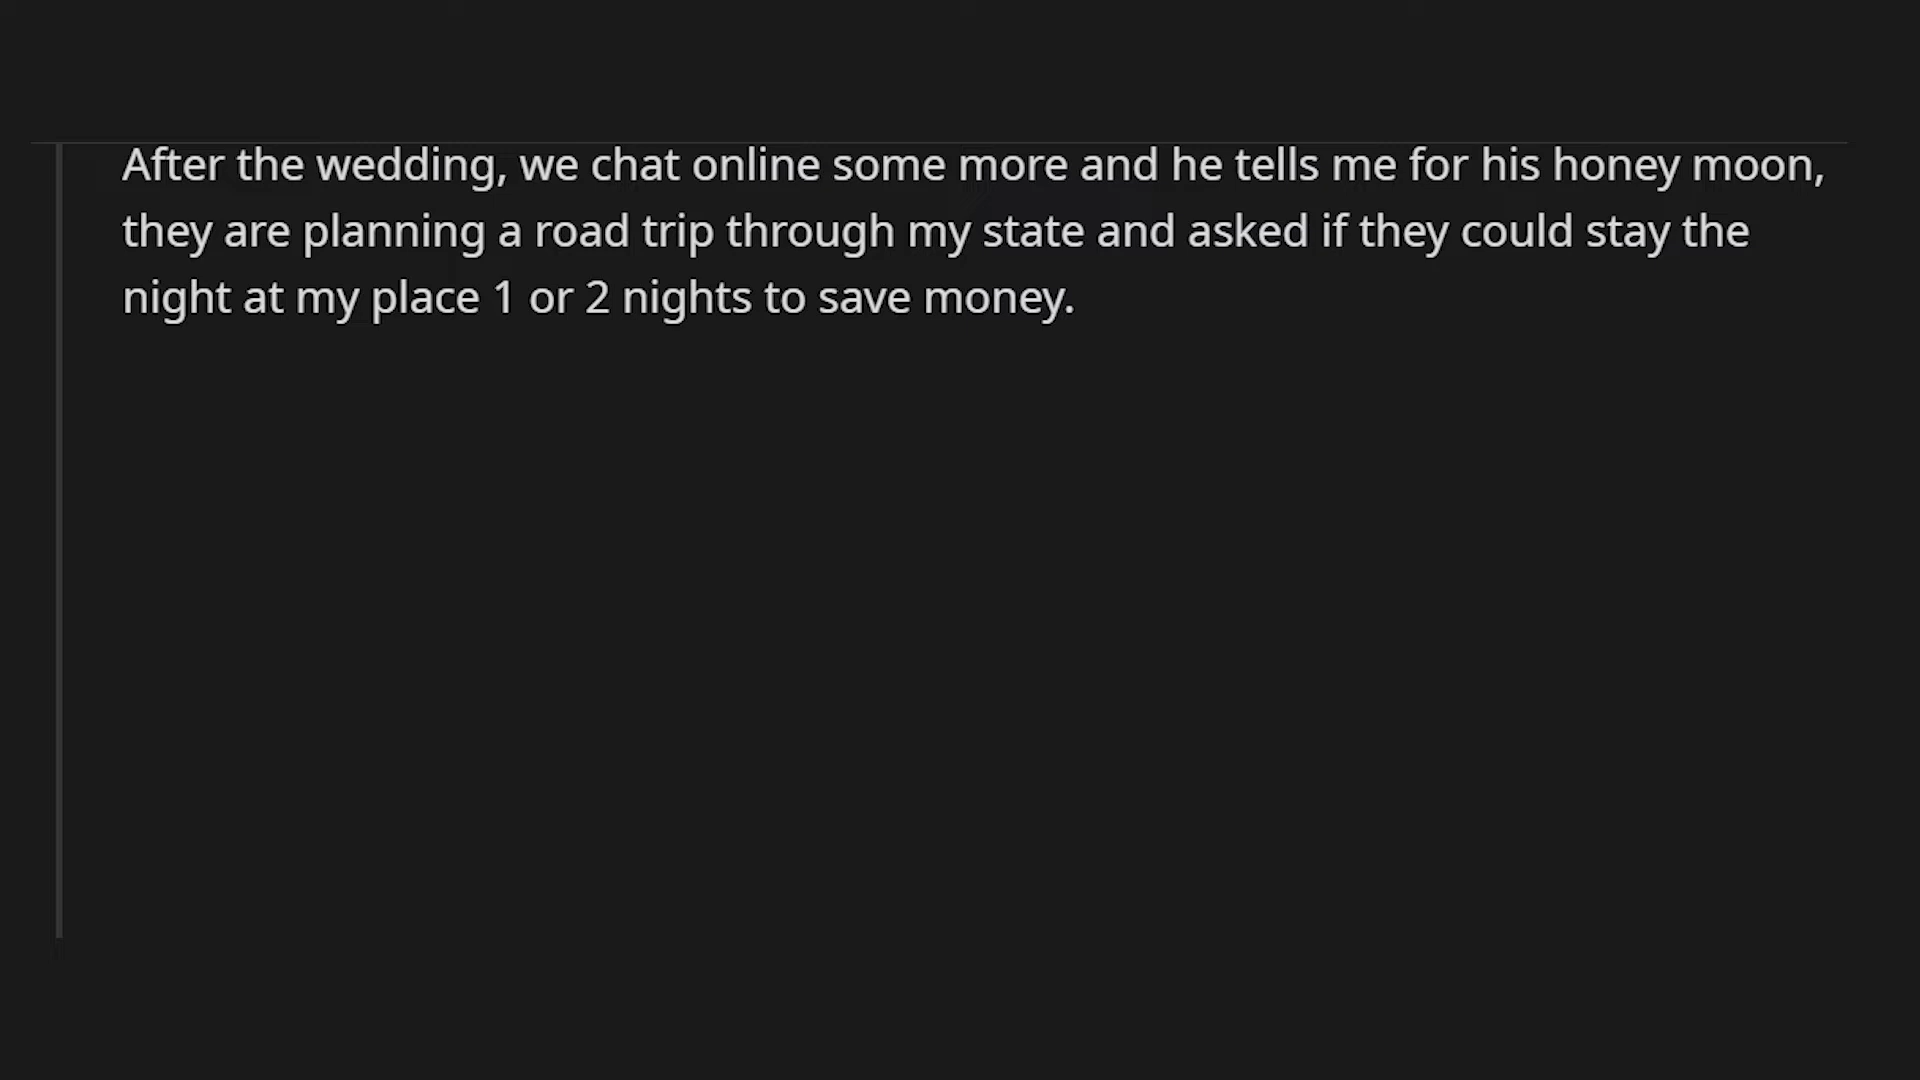 After the wedding, we chat online some more and he tells me for his honey moon,
they are planning a road trip through my state and asked if they could stay the
night at my place 1 or 2 nights to save money.